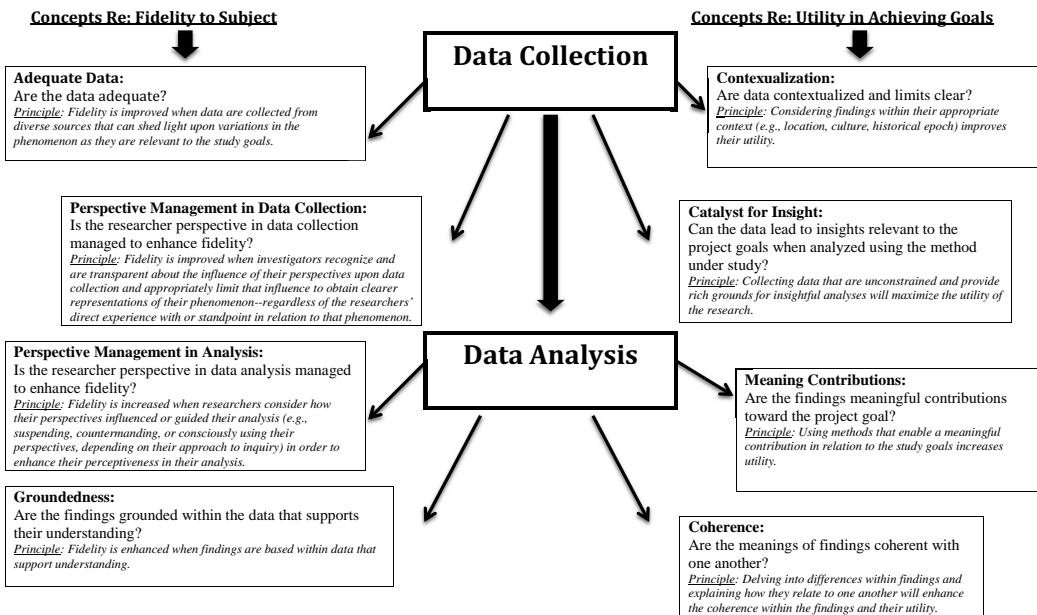 Concepts Re: Fidelity to Subject
Concepts Re: Utility in Achieving Goals
Data Collection
Adequate Data:
Are the data adequate?
Principle: Fidelity is improved when data are collected from
diverse sources that can shed light upon variations in the
phenomenon as they are relevant to the study goals.
Contexualization:
Are data contextualized and limits clear?
Principle: Considering findings within their appropriate
context (e.g., location, culture, historical epoch) improves
their utility.
Perspective Management in Data Collection:
Is the researcher perspective in data collection
managed to enhance fidelity?
Principle: Fidelity is improved when investigators recognize and
are transparent about the influence of their perspectives upon data
collection and appropriately limit that influence to obtain clearer
representations of their phenomenon--regardless of the researchers'
direct experience with or standpoint in relation to that phenomenon.
Catalyst for Insight:
Can the data lead to insights relevant to the
project goals when analyzed using the method
under study?
Principle: Collecting data that are unconstrained and provide
rich grounds for insightful analyses will maximize the utility of
the research.
Data Analysis
Perspective Management in Analysis:
Is the researcher perspective in data analysis managed
to enhance fidelity?
Principle: Fidelity is increased when researchers consider how
their perspectives influenced or guided their analysis (e.g.,
suspending, countermanding, or consciously using their
perspectives, depending on their approach to inquiry) in order to
enhance their perceptiveness in their analysis.
Meaning Contributions:
Are the findings meaningful contributions
toward the project goal?
Principle: Using methods that enable a meaningful
contribution in relation to the study goals increases
utility.
Groundedness:
Are the findings grounded within the data that supports
their understanding?
Principle: Fidelity is enhanced when findings are based within data that
support understanding.
Coherence:
Are the meanings of findings coherent with
one another?
Principle: Delving into differences within findings and
explaining how they relate to one another will enhance
the coherence within the findings and their utility.